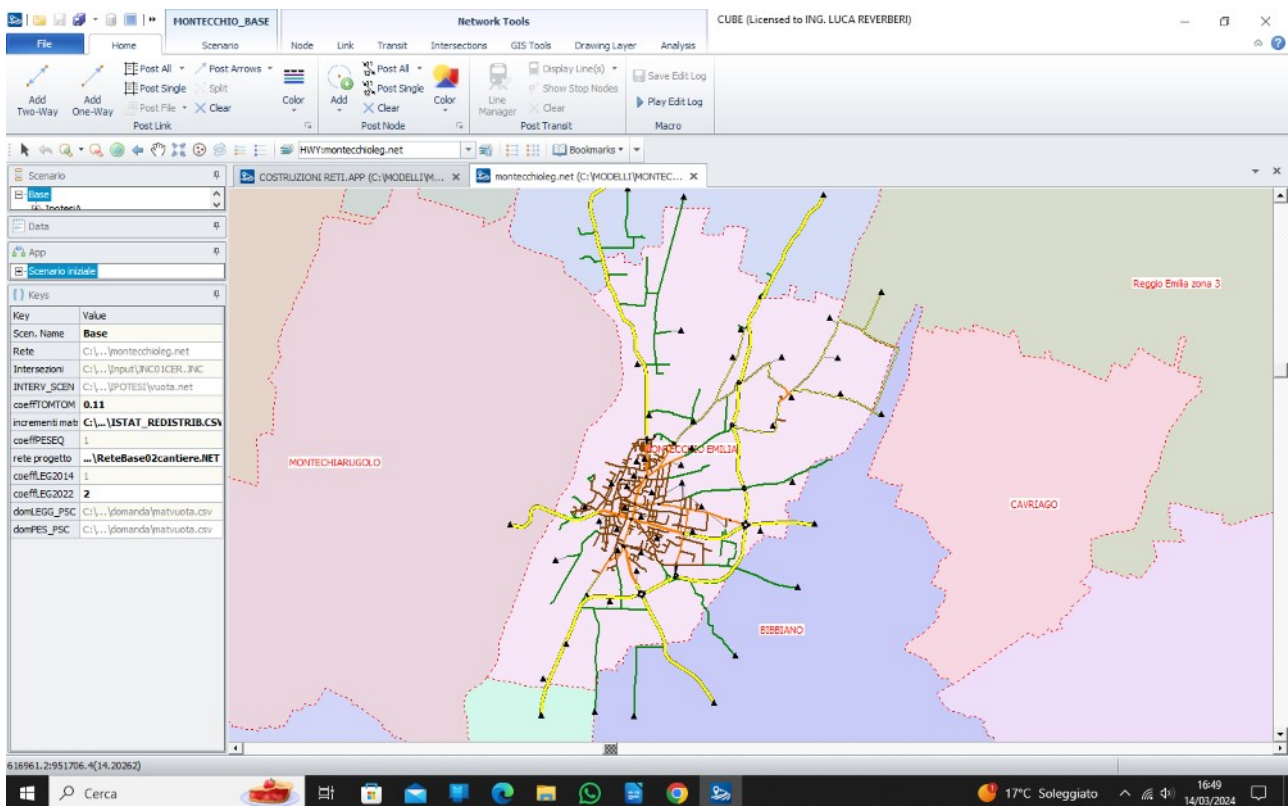 MONTECCHIO_BASE
Network Tools
CUBE (Licensed to ING. LUCA REVERBERI)
File Home Scenario Node Link Transit Intersections GIS Tools Drawing Layer Analysis
Add Two-Way
Add One-Way
Post All
Post Single
Post File
Post Arrows
Split
Clear
Post Link
Color
Add
Post All
Post Single
Clear
Post Node
Color
Line Manager
Display Line(s)
Show Stop Nodes
Clear
Post Transit
Save Edit Log
Play Edit Log
Macro
HWY:montecchioleg.net
Bookmarks
Scenario
Base
IpotesiA
Data
App
Scenario iniziale
Keys
COSTRUZIONI RETI.APP (C:\MODELLI\M...
montecchioleg.net (C:\MODELLI\MONTEC...
Key Value
Scen. Name Base
Rete C:\...\montecchioleg.net
Intersezioni C:\...\Input\JNC01CER.JNC
INTERV_SCEN C:\...\IPOTESI\vuota.net
coeffTOMTOM 0.11
incrementi matr C:\...\ISTAT_REDISTRIB.CSV
coeffPESEQ 1
rete progetto ...\ReteBase02cantiere.NET
coeffLEG2014 1
coeffLEG2022 2
domLEGG_PSC C:\...\domanda\matvuota.csv
domPES_PSC C:\...\domanda\matvuota.csv
Reggio Emilia zona 3
MONTECCHIO EMILIA
MONTECHIARUGOLO
CAVRIAGO
BIBBIANO
616961.2:951706.4(14.20262)
Cerca
17°C Soleggiato
16:49
14/03/2024